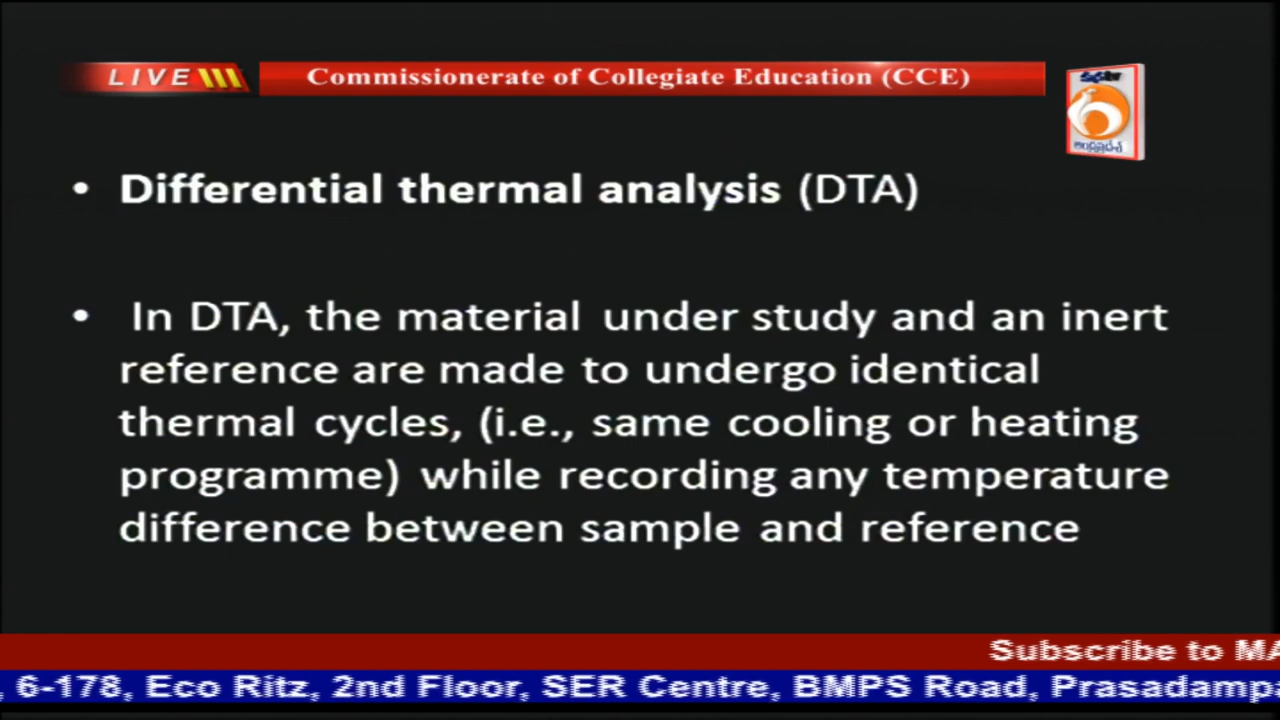 LIVE
Commissionerate of Collegiate Education (CCE)
• Differential thermal analysis (DTA)
• In DTA, the material under study and an inert
reference are made to undergo identical
thermal cycles, (i.e., same cooling or heating
programme) while recording any temperature
difference between sample and reference
Subscribe to MA
, 6-178, Eco Ritz, 2nd Floor, SER Centre, BMPS Road, Prasadampa